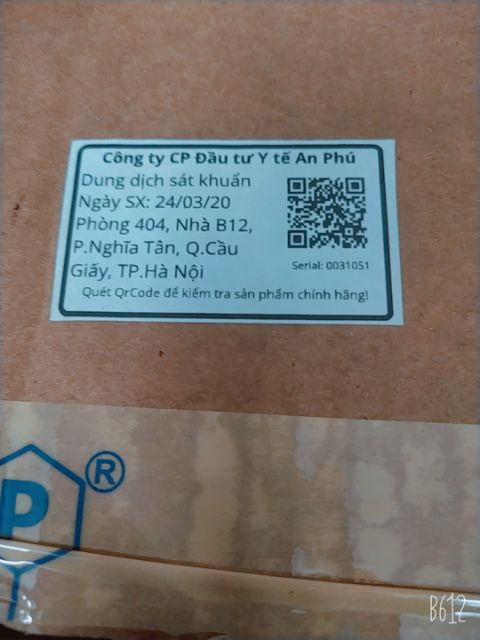 Công ty CP Đầu tư Y tế An Phú
Dung dịch sát khuẩn
Ngày SX: 24/03/20
Phòng 404, Nhà B12,
P.Nghĩa Tân, Q.Cầu
Giấy, TP.Hà Nội
Serial: 0031051
Quét QrCode để kiểm tra sản phẩm chính hãng!
P ®
B612